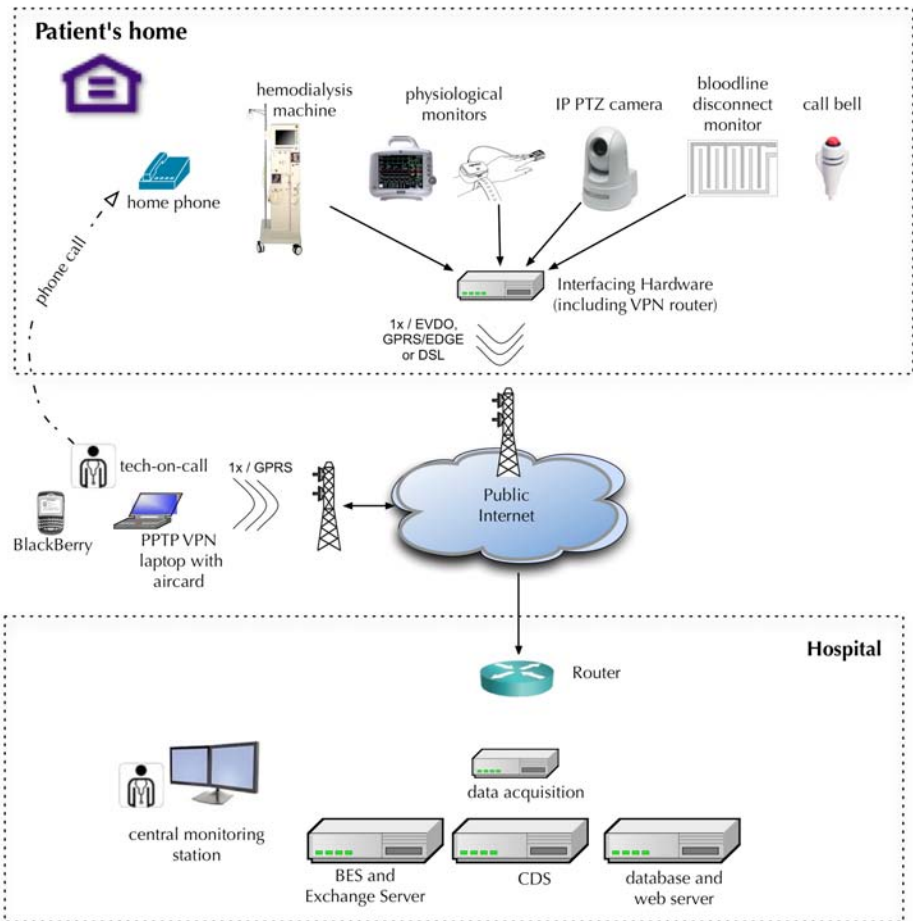 Patient's home
hemodialysis
machine
physiological
monitors
IP PTZ camera
bloodline
disconnect
monitor
call bell
home phone
phone call
Interfacing Hardware
(including VPN router)
1x / EVDO,
GPRS/EDGE
or DSL
tech-on-call
1x / GPRS
BlackBerry
PPTP VPN
laptop with
aircard
Public
Internet
Hospital
Router
data acquisition
central monitoring
station
BES and
Exchange Server
CDS
database and
web server